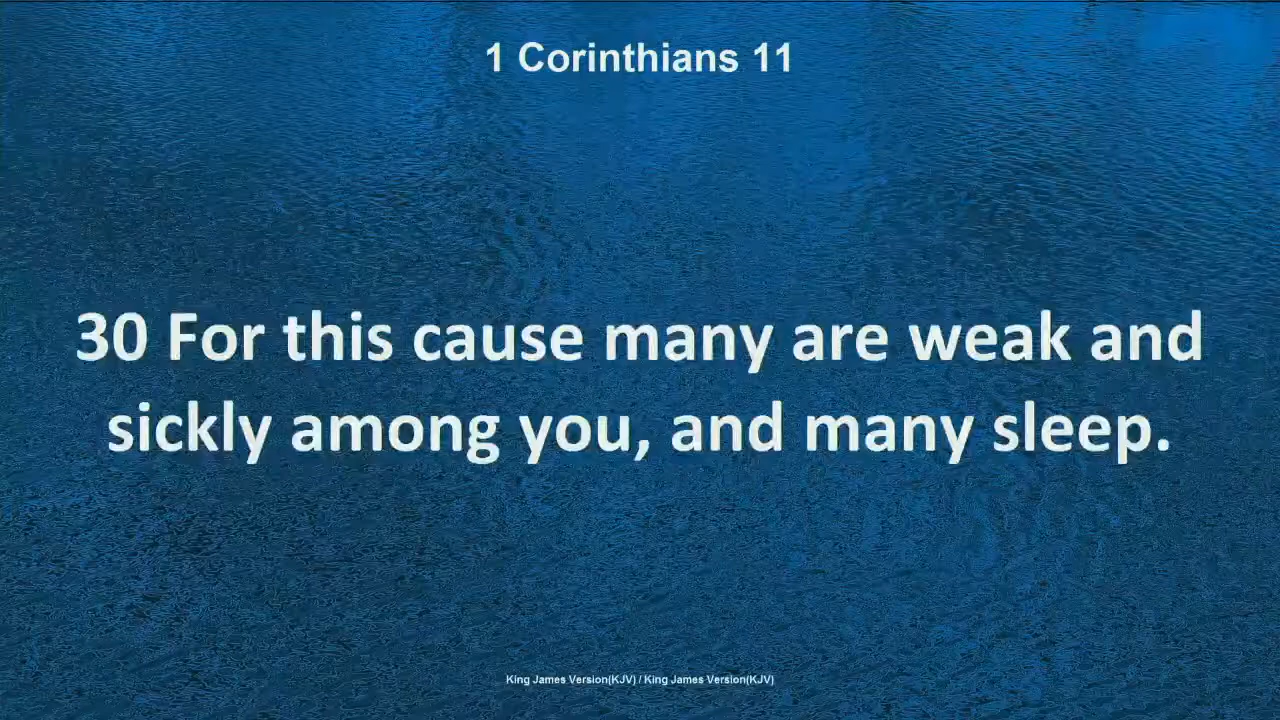 1 Corinthians 11
30 For this cause many are weak and
sickly among you, and many sleep.
King James Version(KJV) / King James Version(KJV)